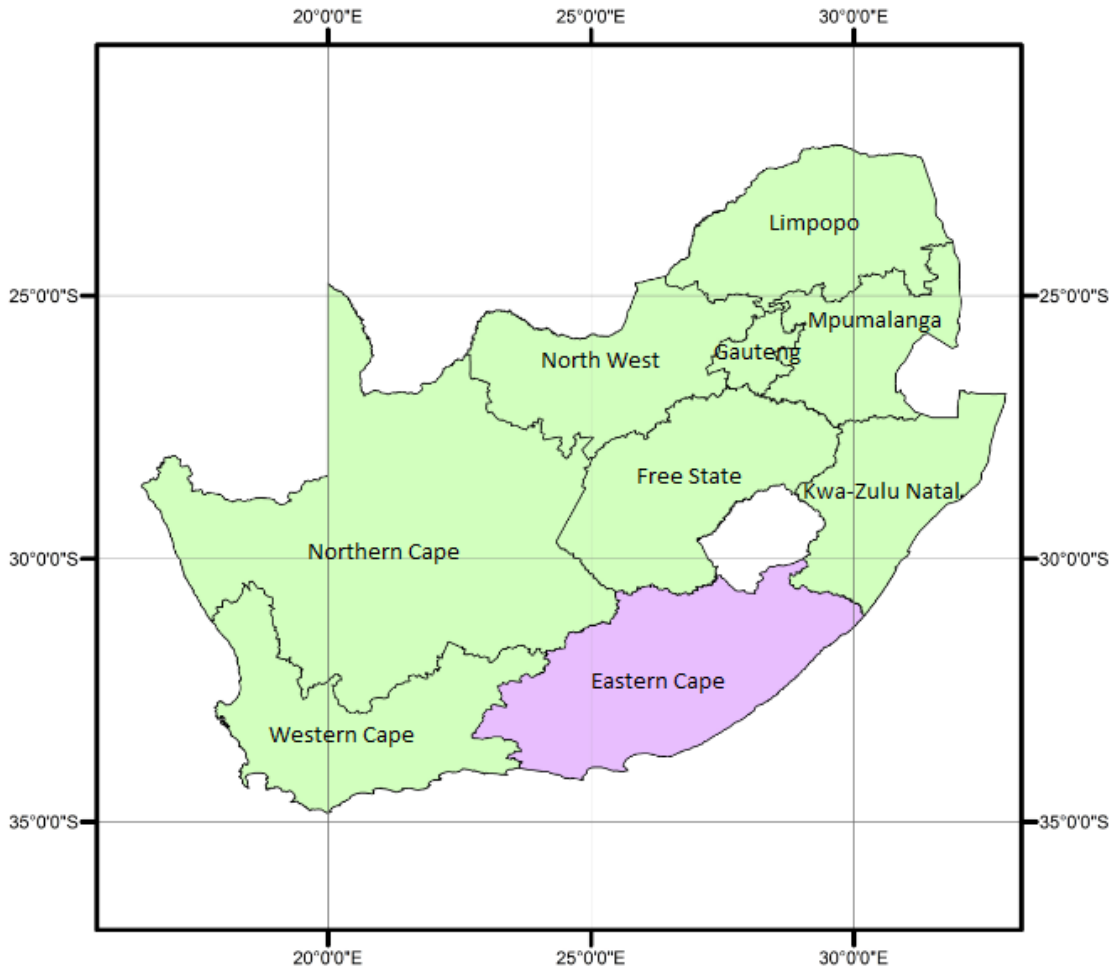 20°0'0"E 25°0'0"E 30°0'0"E
Limpopo
25°0'0"S 25°0'0"S
Mpumalanga
North West Gauteng
Free State
Kwa-Zulu Natal
Northern Cape
30°0'0"S 30°0'0"S
Eastern Cape
Western Cape
35°0'0"S 35°0'0"S
20°0'0"E 25°0'0"E 30°0'0"E